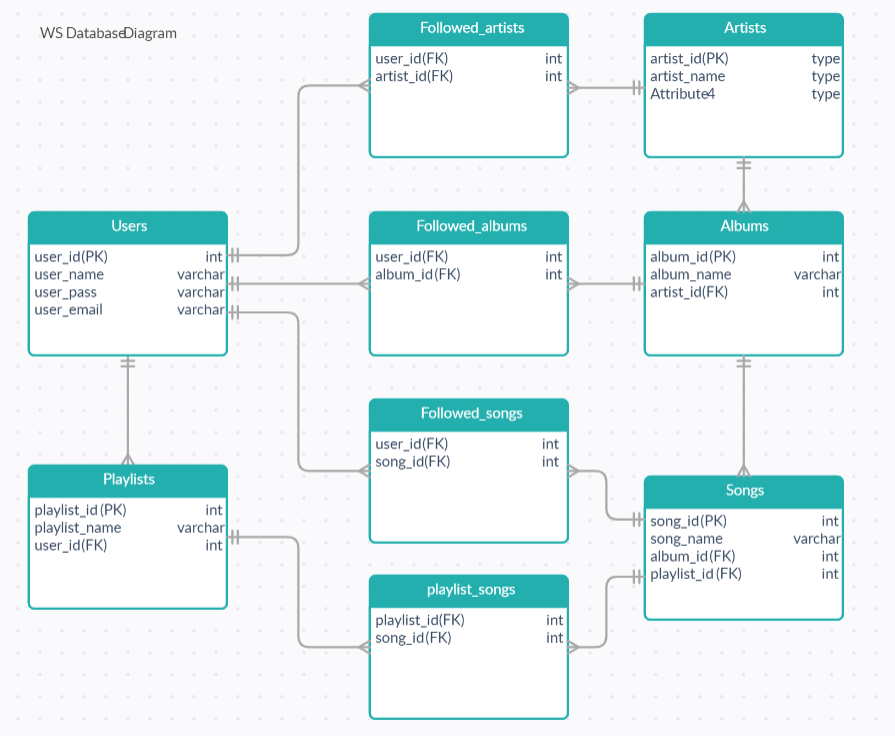 WS DatabaseDiagram
Followed_artists
user_id(FK) int
artist_id(FK) int
Artists
artist_id(PK) type
artist_name type
Attribute4 type
Users
user_id(PK) int
user_name varchar
user_pass varchar
user_email varchar
Followed_albums
user_id(FK) int
album_id(FK) int
Albums
album_id(PK) int
album_name varchar
artist_id(FK) int
Followed_songs
user_id(FK) int
song_id(FK) int
Playlists
playlist_id(PK) int
playlist_name varchar
user_id(FK) int
Songs
song_id(PK) int
song_name varchar
album_id(FK) int
playlist_id(FK) int
playlist_songs
playlist_id(FK) int
song_id(FK) int